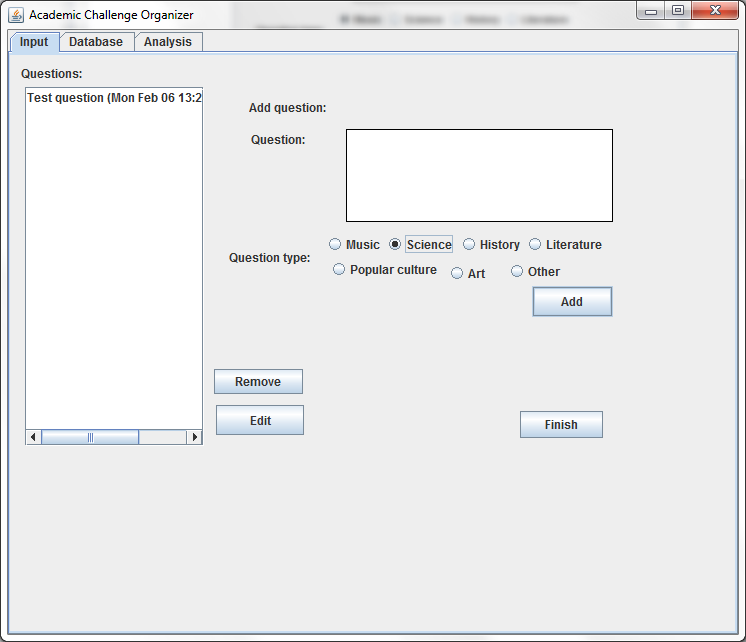 Academic Challenge Organizer
Input Database Analysis
Questions:
Test question (Mon Feb 06 13:2
Add question:
Question:
Music Science History Literature
Question type:
Popular culture Art Other
Add
Remove
Edit
Finish